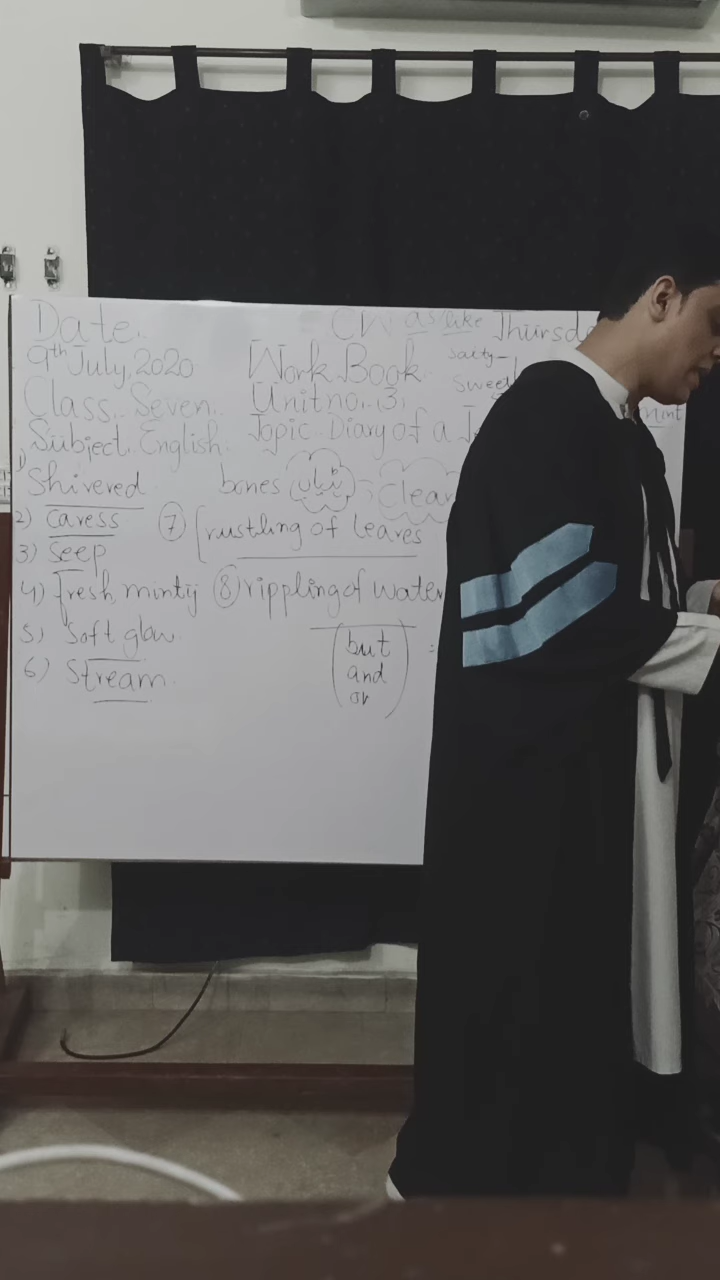 Date. CW as/like Thursd
9th July, 2020 Work Book salty-
Class. Seven. Unit no. 3. sweet
Subject. English. Topic. Diary of a
1) Shivered bones Clear
2) caress 7 rustling of leaves
3) seep
4) fresh minty 8 rippling of water
5) Soft glow
6) Stream.
but
and
or